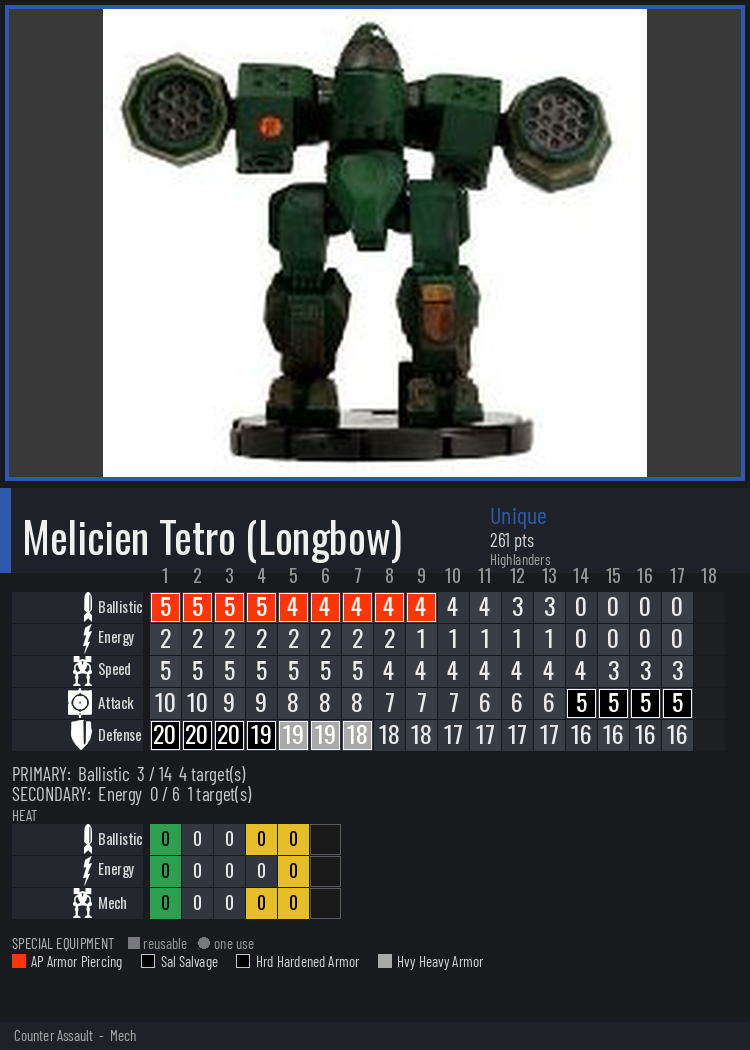 Melicien Tetro (Longbow)
Unique
261 pts
Highlanders
1 2 3 4 5 6 7 8 9 10 11 12 13 14 15 16 17 18
Ballistic 5 5 5 5 4 4 4 4 4 4 4 3 3 0 0 0 0
Energy 2 2 2 2 2 2 2 2 1 1 1 1 1 0 0 0 0
Speed 5 5 5 5 5 5 5 4 4 4 4 4 4 4 3 3 3
Attack 10 10 9 9 8 8 8 7 7 7 6 6 6 5 5 5 5
Defense 20 20 20 19 19 19 18 18 18 17 17 17 17 16 16 16 16
PRIMARY: Ballistic 3 / 14 4 target(s)
SECONDARY: Energy 0 / 6 1 target(s)
HEAT
Ballistic 0 0 0 0 0
Energy 0 0 0 0 0
Mech 0 0 0 0 0
SPECIAL EQUIPMENT reusable one use
AP Armor Piercing Sal Salvage Hrd Hardened Armor Hvy Heavy Armor
Counter Assault - Mech